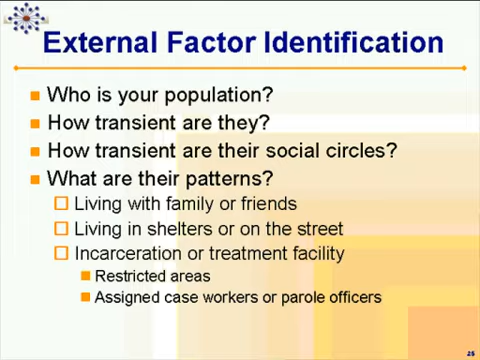 External Factor Identification
Who is your population?
How transient are they?
How transient are their social circles?
What are their patterns?
Living with family or friends
Living in shelters or on the street
Incarceration or treatment facility
Restricted areas
Assigned case workers or parole officers